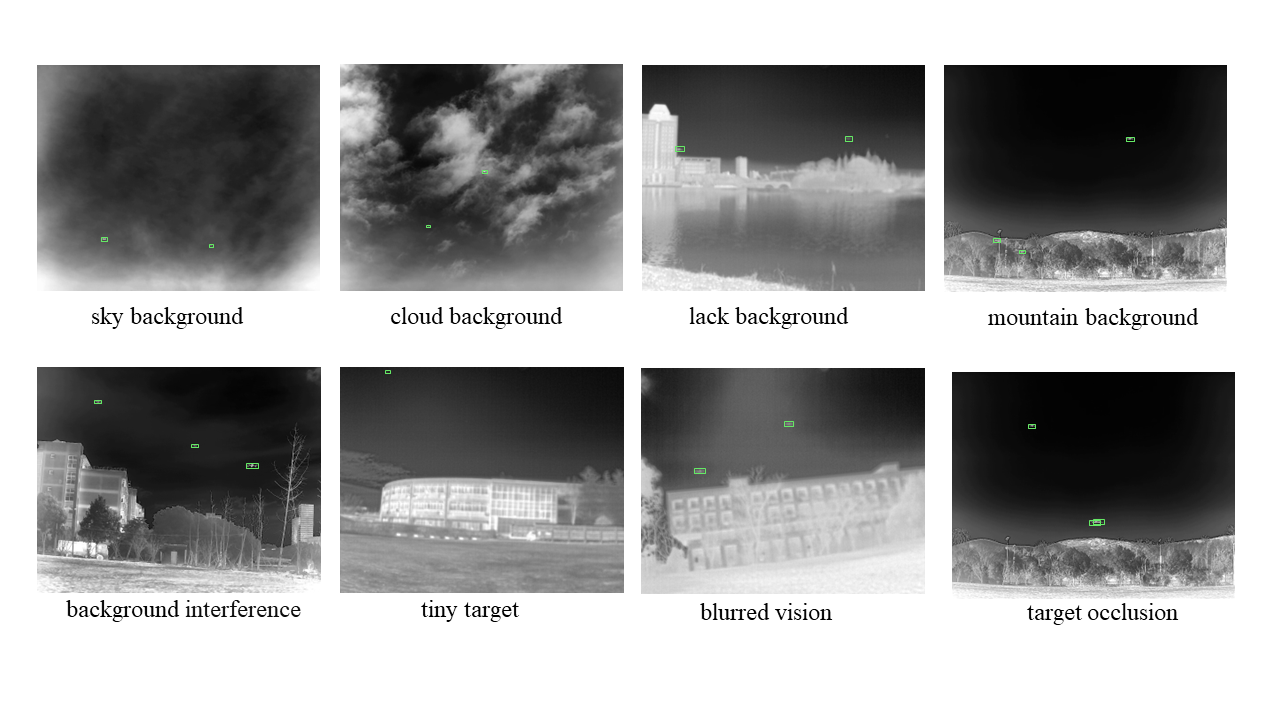 sky background
cloud background
lack background
mountain background
background interference
tiny target
blurred vision
target occlusion